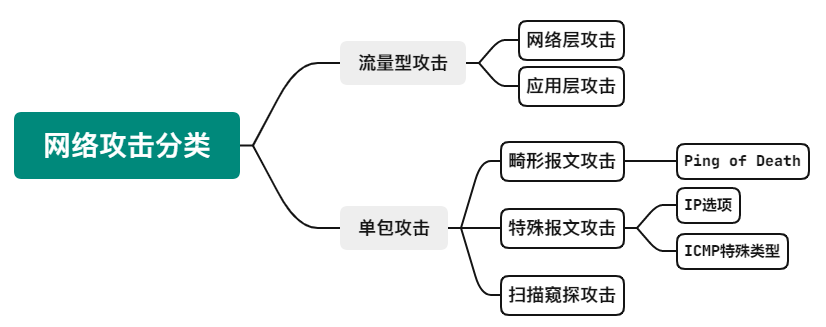 网络攻击分类
流量型攻击
网络层攻击
应用层攻击
单包攻击
畸形报文攻击
Ping of Death
特殊报文攻击
IP选项
ICMP特殊类型
扫描窥探攻击